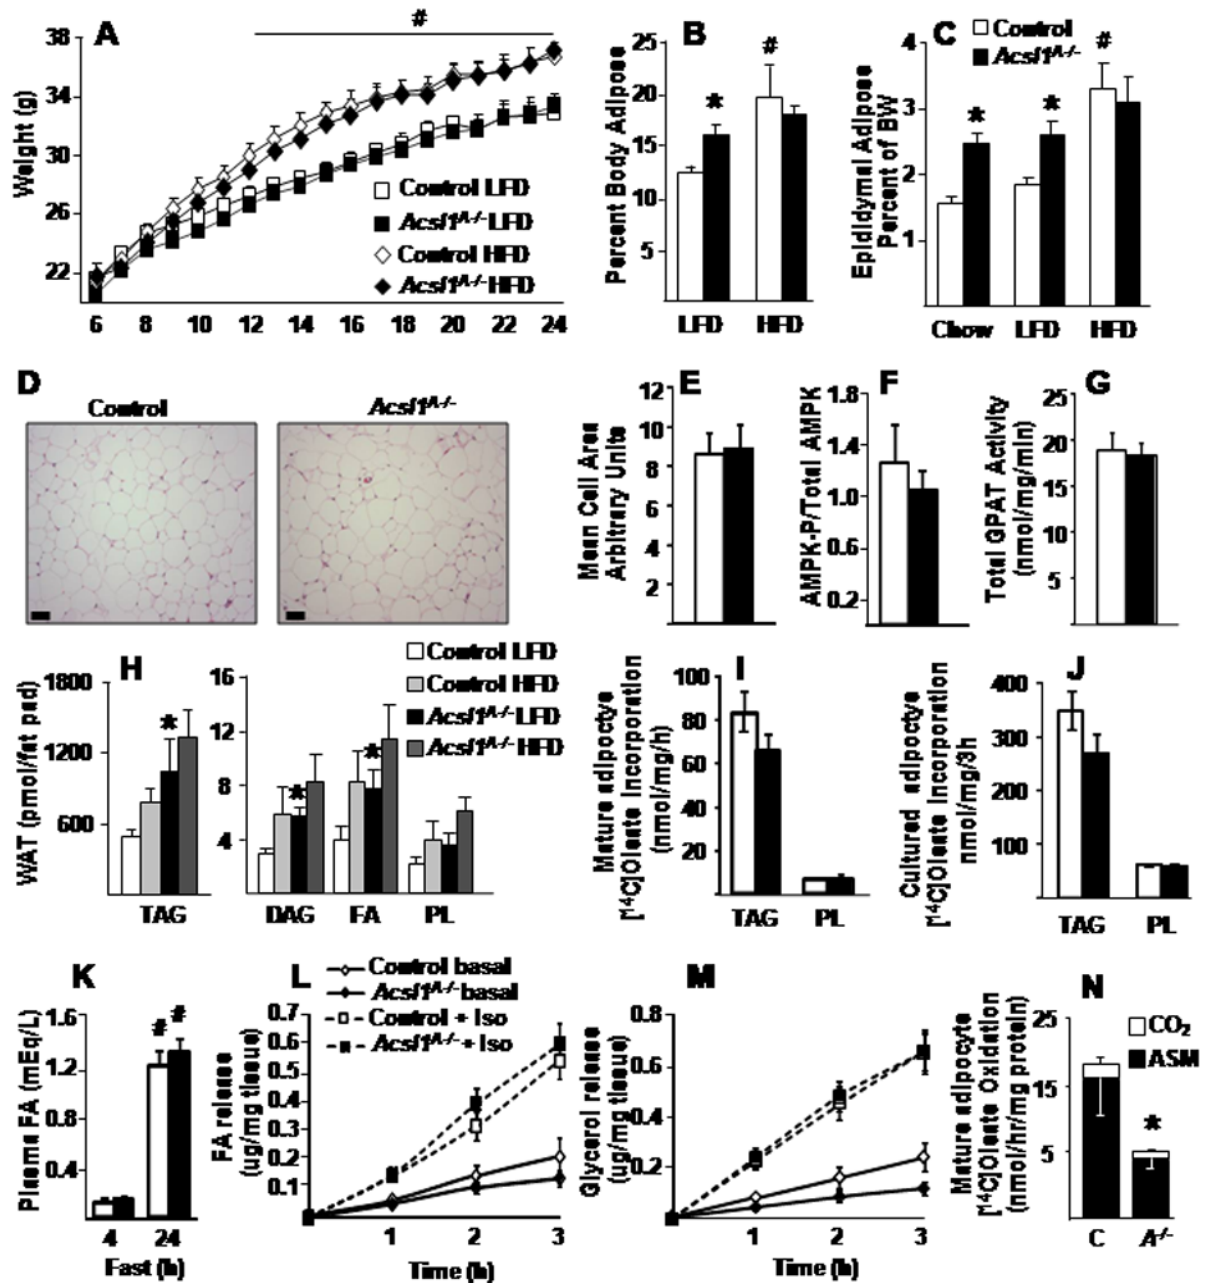 A
#
38
34
30
26
22
Weight (g)
Control LFD
Acsl1^A-/- LFD
Control HFD
Acsl1^A-/- HFD
6 8 10 12 14 16 18 20 22 24
B
#
25
20
15
10
5
*
Percent Body Adipose
LFD HFD
C
Control
Acsl1^A-/-
#
4
3
2
1
* *
Epididymal Adipose
Percent of BW
Chow LFD HFD
D
Control Acsl1^A-/-
E
12
10
8
6
4
2
Mean Cell Area
Arbitrary Units
F
1.8
1.4
1.0
0.6
0.2
AMPK-P/Total AMPK
G
25
20
15
10
5
Total GPAT Activity
(nmol/mg/min)
H
Control LFD
Control HFD
Acsl1^A-/- LFD
Acsl1^A-/- HFD
1800
1200
600
*
WAT (pmol/fat pad)
TAG
16
12
8
4
* *
DAG FA PL
I
100
80
60
40
20
Mature adipocyte
[14C]Oleate Incorporation
(nmol/mg/h)
TAG PL
J
400
300
200
100
Cultured adipocyte
[14C]Oleate Incorporation
nmol/mg/3h
TAG PL
K
1.6
1.2
0.8
0.4
# #
Plasma FA (mEq/L)
4 24
Fast (h)
L
Control basal
Acsl1^A-/- basal
Control + Iso
Acsl1^A-/- + Iso
0.7
0.6
0.5
0.4
0.3
0.2
0.1
FA release
(ug/mg tissue)
1 2 3
Time (h)
M
0.8
0.6
0.4
0.2
Glycerol release
(ug/mg tissue)
1 2 3
Time (h)
N
25
15
5
CO2
ASM
*
Mature adipocyte
[14C]Oleate Oxidation
(nmol/hr/mg protein)
C A-/-